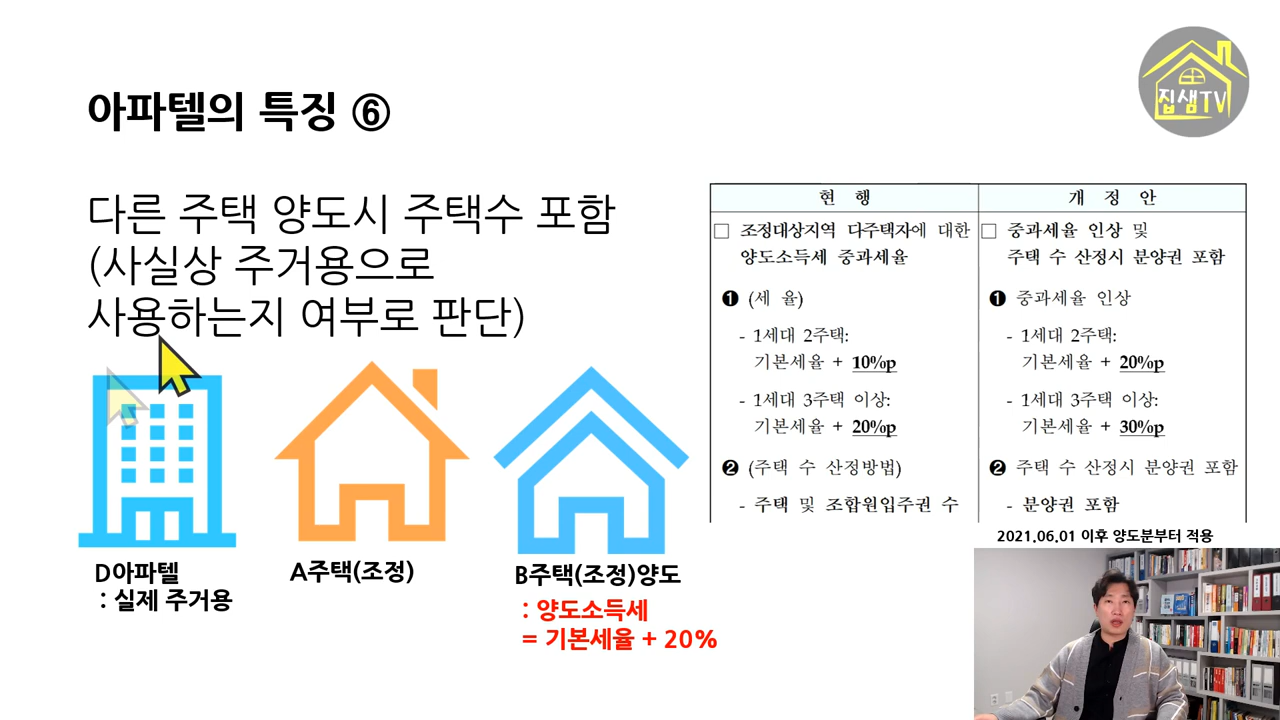 아파텔의 특징 ⑥
집샘TV
다른 주택 양도시 주택수 포함
(사실상 주거용으로
사용하는지 여부로 판단)
D아파텔
: 실제 주거용
A주택(조정)
B주택(조정)양도
: 양도소득세
= 기본세율 + 20%
현 행
□ 조정대상지역 다주택자에 대한
양도소득세 중과세율
❶ (세 율)
- 1세대 2주택:
기본세율 + 10%p
- 1세대 3주택 이상:
기본세율 + 20%p
❷ (주택 수 산정방법)
- 주택 및 조합원입주권 수
개 정 안
□ 중과세율 인상 및
주택 수 산정시 분양권 포함
❶ 중과세율 인상
- 1세대 2주택:
기본세율 + 20%p
- 1세대 3주택 이상:
기본세율 + 30%p
❷ 주택 수 산정시 분양권 포함
- 분양권 포함
2021.06.01 이후 양도분부터 적용